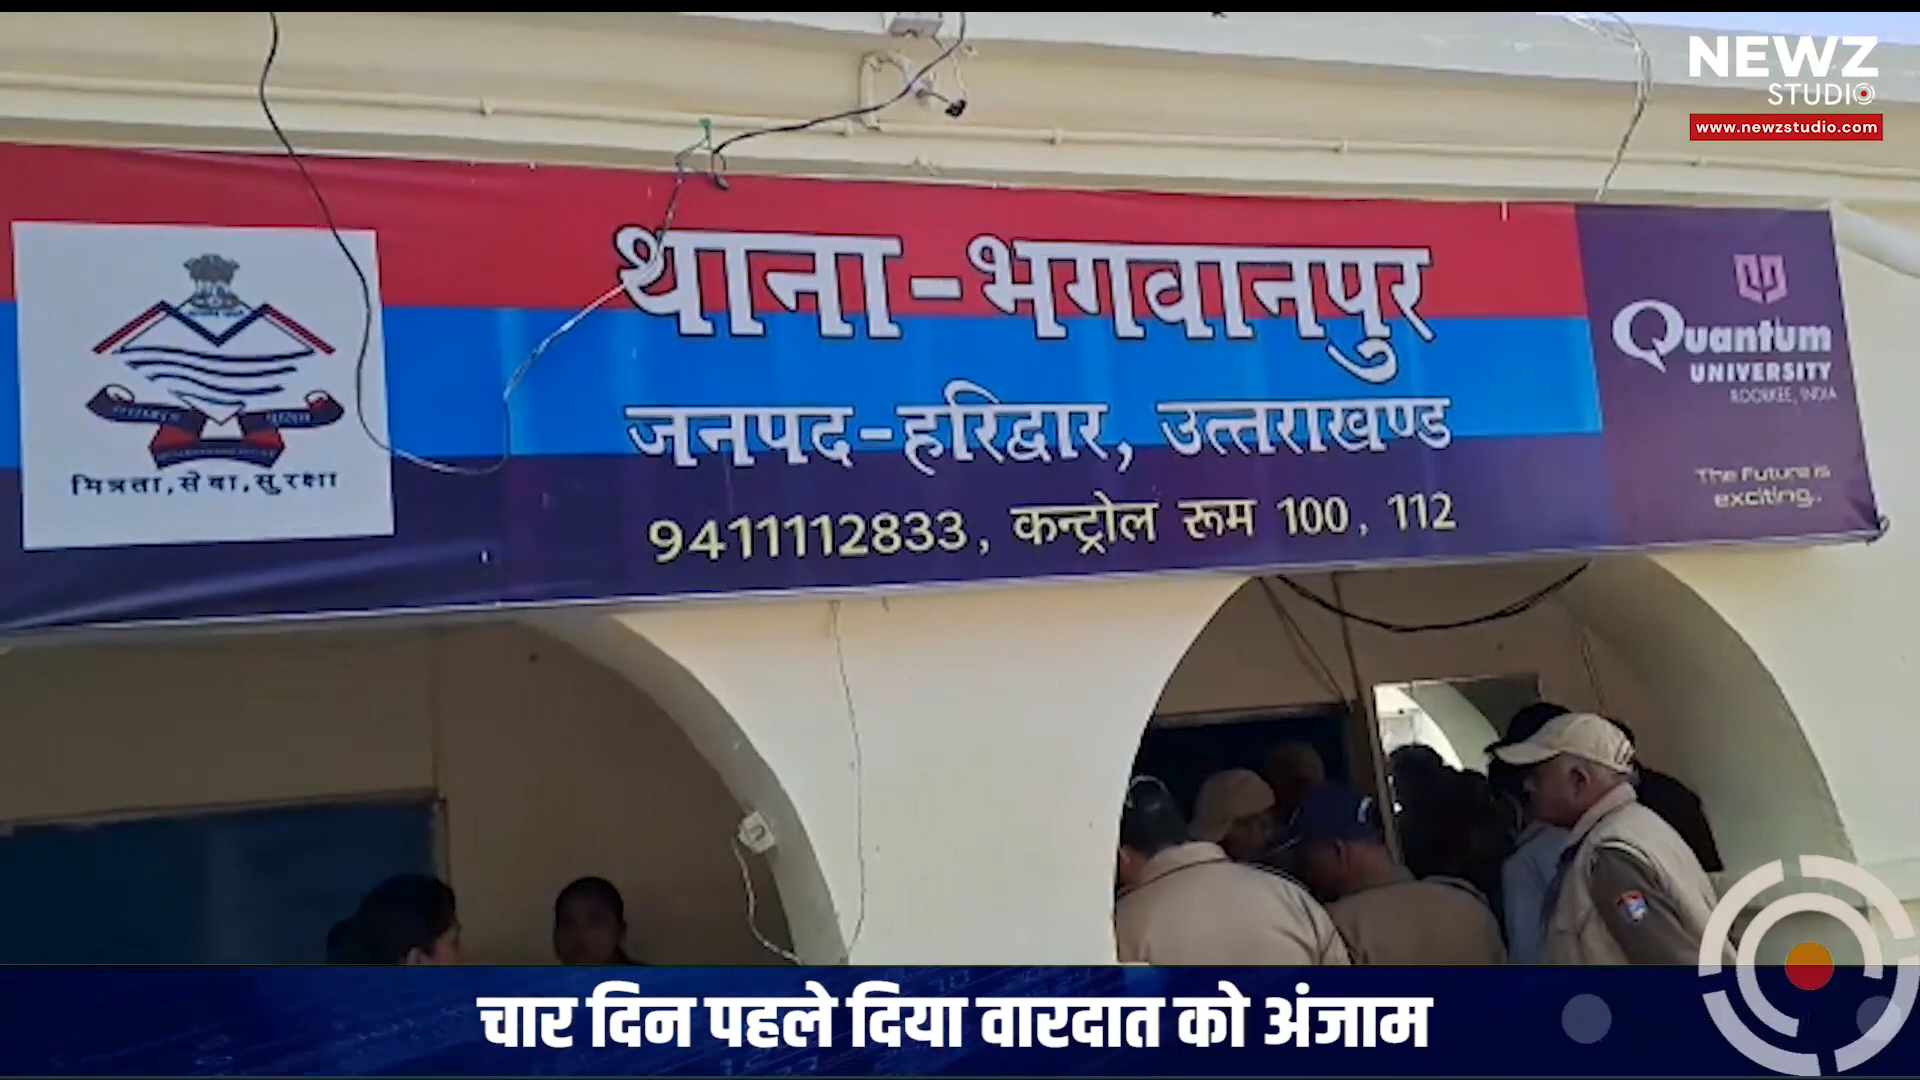 NEWZ
STUDIO
www.newzstudio.com
थाना-भगवानपुर
जनपद-हरिद्वार, उत्तराखण्ड
9411112833, कन्ट्रोल रूम 100, 112
मित्रता,सेवा,सुरक्षा
Quantum
UNIVERSITY
ROORKEE, INDIA
The Future is
exciting..
चार दिन पहले दिया वारदात को अंजाम